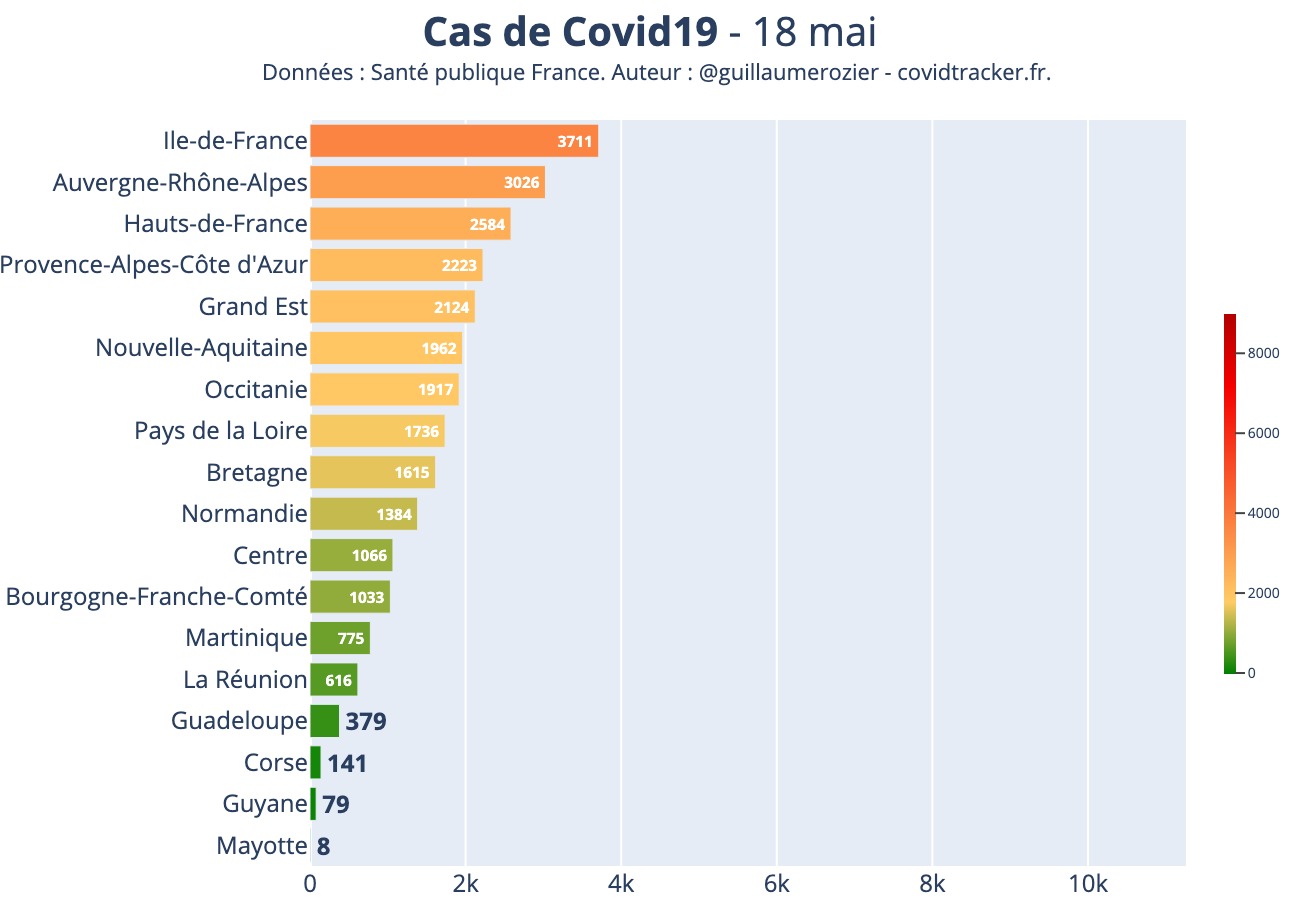 Cas de Covid19 - 18 mai
Données : Santé publique France. Auteur : @guillaumerozier - covidtracker.fr.
Ile-de-France 3711
Auvergne-Rhône-Alpes 3026
Hauts-de-France 2584
Provence-Alpes-Côte d'Azur 2223
Grand Est 2124
Nouvelle-Aquitaine 1962
Occitanie 1917
Pays de la Loire 1736
Bretagne 1615
Normandie 1384
Centre 1066
Bourgogne-Franche-Comté 1033
Martinique 775
La Réunion 616
Guadeloupe 379
Corse 141
Guyane 79
Mayotte 8
0 2k 4k 6k 8k 10k
8000
6000
4000
2000
0